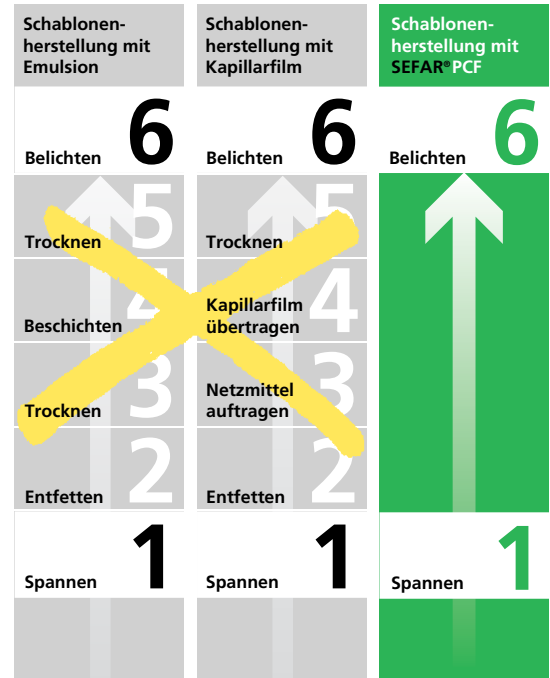 Schablonen-
herstellung mit
Emulsion
6
Belichten
5
Trocknen
4
Beschichten
3
Trocknen
2
Entfetten
1
Spannen
Schablonen-
herstellung mit
Kapillarfilm
6
Belichten
5
Trocknen
4
Kapillarfilm
übertragen
3
Netzmittel
auftragen
2
Entfetten
1
Spannen
Schablonen-
herstellung mit
SEFAR® PCF
6
Belichten
1
Spannen